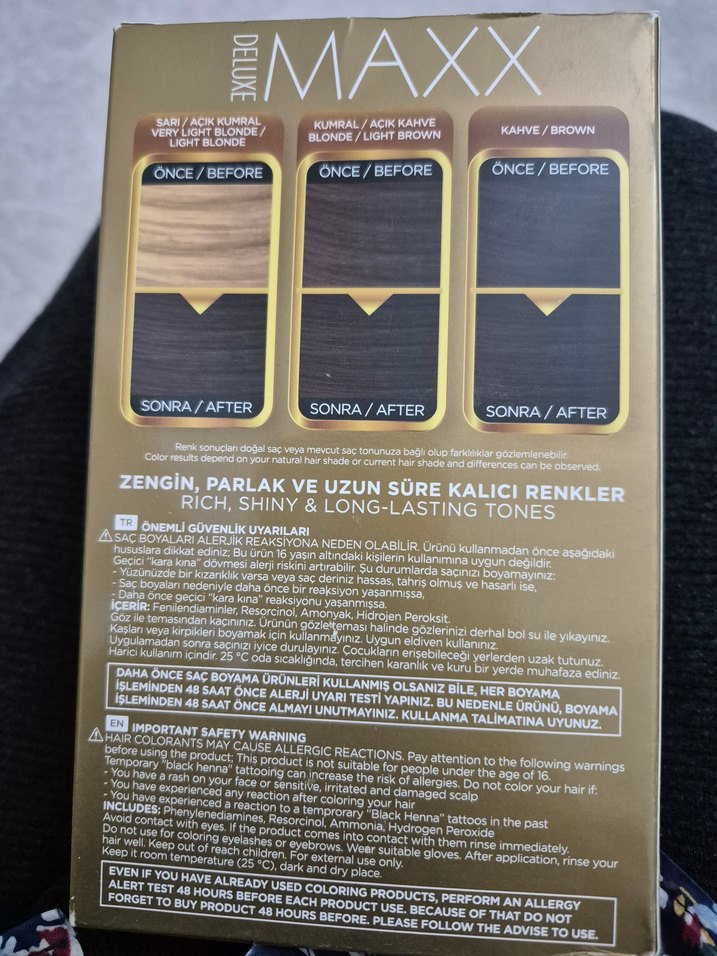 DELUXE MAXX
SARI / AÇIK KUMRAL
VERY LIGHT BLONDE /
LIGHT BLONDE
ÖNCE / BEFORE
SONRA / AFTER
KUMRAL / AÇIK KAHVE
BLONDE / LIGHT BROWN
ÖNCE / BEFORE
SONRA / AFTER
KAHVE / BROWN
ÖNCE / BEFORE
SONRA / AFTER
Renk sonuçları doğal saç veya mevcut saç tonunuza bağlı olup farklılıklar gözlemlenebilir.
Color results depend on your natural hair shade or current hair shade and differences can be observed.
ZENGİN, PARLAK VE UZUN SÜRE KALICI RENKLER
RICH, SHINY & LONG-LASTING TONES
TR ÖNEMLİ GÜVENLİK UYARILARI
SAÇ BOYALARI ALERJİK REAKSİYONA NEDEN OLABİLİR. Ürünü kullanmadan önce aşağıdaki
hususlara dikkat ediniz; Bu ürün 16 yaşın altındaki kişilerin kullanımına uygun değildir.
Geçici "kara kına" dövmesi alerji riskini artırabilir. Şu durumlarda saçınızı boyamayınız:
- Yüzünüzde bir kızarıklık varsa veya saç deriniz hassas, tahriş olmuş ve hasarlı ise,
- Saç boyaları nedeniyle daha önce bir reaksiyon yaşanmışsa,
- Daha önce geçici "kara kına" reaksiyonu yaşanmışsa.
İÇERİR: Fenilendiaminler, Resorcinol, Amonyak, Hidrojen Peroksit.
Göz ile temasından kaçınınız. Ürünün gözle teması halinde gözlerinizi derhal bol su ile yıkayınız.
Kaşları veya kirpikleri boyamak için kullanmayınız. Uygun eldiven kullanınız.
Uygulamadan sonra saçınızı iyice durulayınız. Çocukların erişebileceği yerlerden uzak tutunuz.
Harici kullanım içindir. 25 °C oda sıcaklığında, tercihen karanlık ve kuru bir yerde muhafaza ediniz.
DAHA ÖNCE SAÇ BOYAMA ÜRÜNLERİ KULLANMIŞ OLSANIZ BİLE, HER BOYAMA
İŞLEMİNDEN 48 SAAT ÖNCE ALERJİ UYARI TESTİ YAPINIZ. BU NEDENLE ÜRÜNÜ, BOYAMA
İŞLEMİNDEN 48 SAAT ÖNCE ALMAYI UNUTMAYINIZ. KULLANMA TALİMATINA UYUNUZ.
EN IMPORTANT SAFETY WARNING
HAIR COLORANTS MAY CAUSE ALLERGIC REACTIONS. Pay attention to the following warnings
before using the product; This product is not suitable for people under the age of 16.
Temporary "black henna" tattooing can increase the risk of allergies. Do not color your hair if:
- You have a rash on your face or sensitive, irritated and damaged scalp
- You have experienced any reaction after coloring your hair
- You have experienced a reaction to a temporary "Black Henna" tattoos in the past
INCLUDES: Phenylenediamines, Resorcinol, Ammonia, Hydrogen Peroxide
Avoid contact with eyes. If the product comes into contact with them rinse immediately.
Do not use for coloring eyelashes or eyebrows. Wear suitable gloves. After application, rinse your
hair well. Keep out of reach children. For external use only.
Keep it room temperature (25 °C), dark and dry place.
EVEN IF YOU HAVE ALREADY USED COLORING PRODUCTS, PERFORM AN ALLERGY
ALERT TEST 48 HOURS BEFORE EACH PRODUCT USE. BECAUSE OF THAT DO NOT
FORGET TO BUY PRODUCT 48 HOURS BEFORE. PLEASE FOLLOW THE ADVISE TO USE.